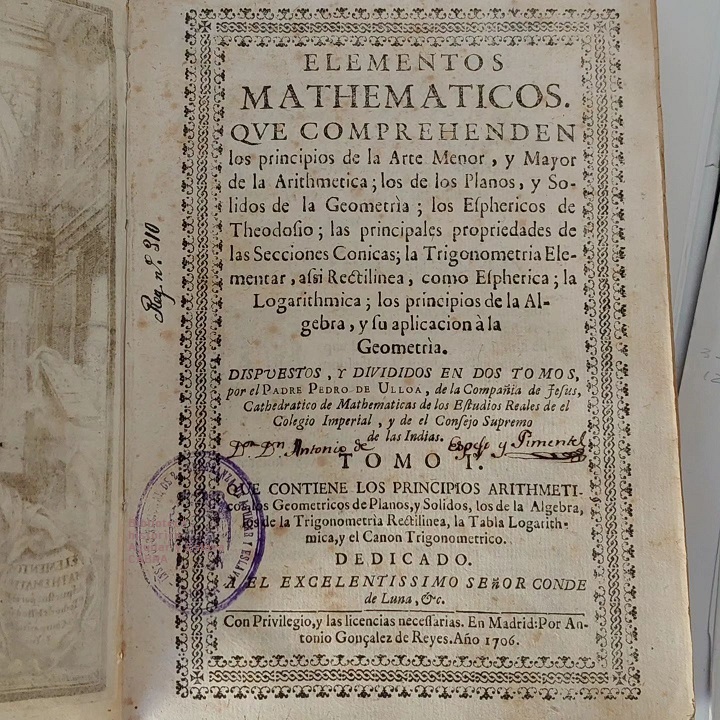 ELEMENTOS
MATHEMATICOS.
QVE COMPREHENDEN
los principios de la Arte Menor, y Mayor
de la Arithmetica; los de los Planos, y So-
lidos de la Geometrìa; los Eſphericos de
Theodoſio; las principales propriedades de
las Secciones Conicas; la Trigonometria Ele-
mentar, aſsi Rectilinea, como Eſpherica; la
Logarithmica; los principios de la Al-
gebra, y ſu aplicacion à la
Geometrìa.
DISPVESTOS, Y DIVIDIDOS EN DOS TOMOS,
por el PADRE PEDRO DE ULLOA, de la Compañia de Jeſus,
Cathedratico de Mathematicas de los Eſtudios Reales de el
Colegio Imperial, y de el Conſejo Supremo
de las Indias.
Dn. Antonio de y Pimentel
TOMO I.
QUE CONTIENE LOS PRINCIPIOS ARITHMETI-
cos, los Geometricos de Planos, y Solidos, los de la Algebra,
los de la Trigonometrìa Rectilinea, la Tabla Logarith-
mica, y el Canon Trigonometrico.
DEDICADO.
A EL EXCELENTISSIMO SEñOR CONDE
de Luna, &c.
Con Privilegio, y las licencias neceſſarias. En Madrid: Por An-
tonio Gonçalez de Reyes. Año 1706.
Reg. nº. 310